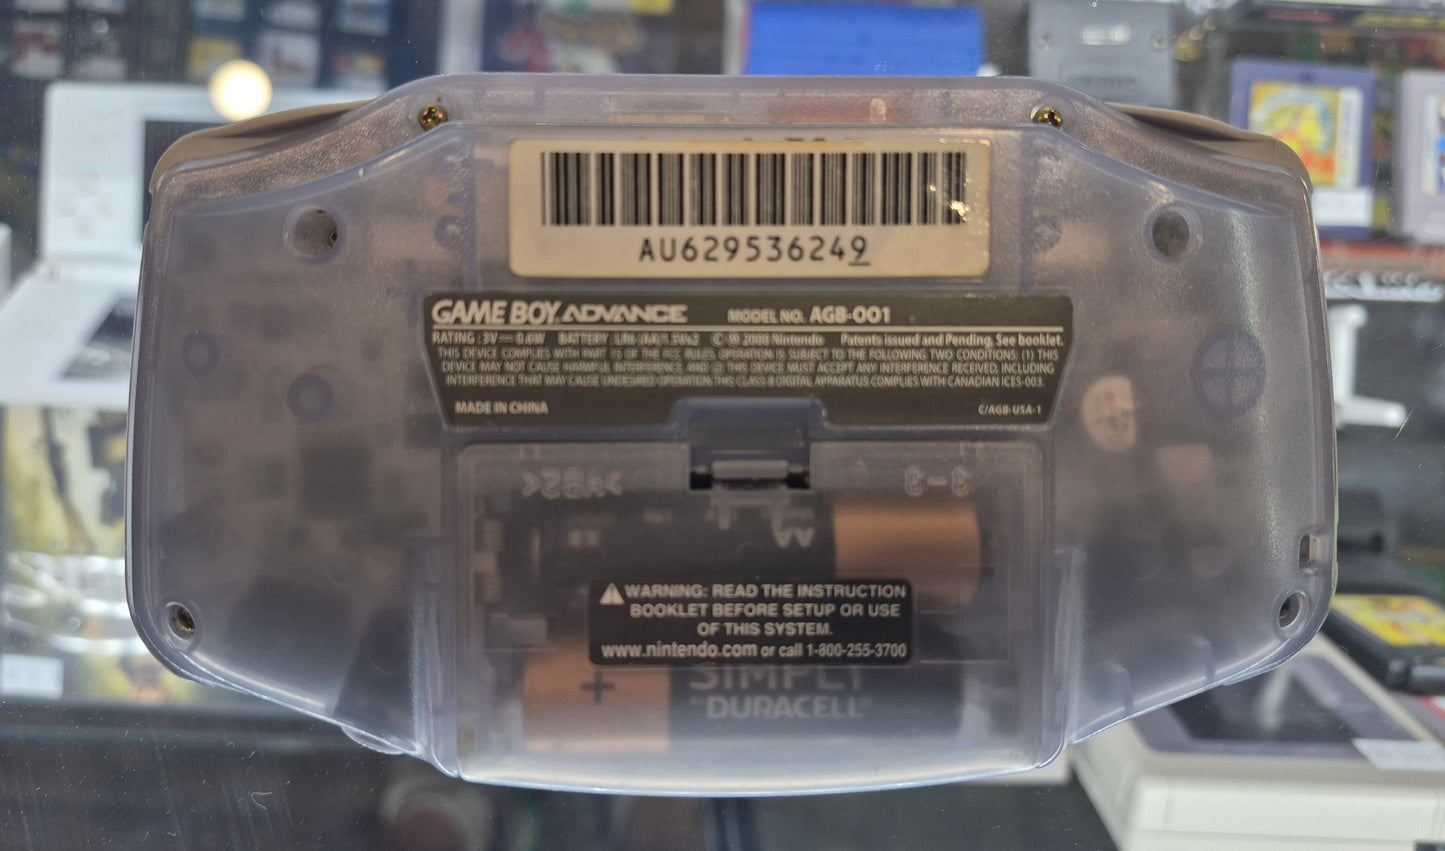 AU629536249
GAME BOY ADVANCE MODEL NO. AGB-001
RATING: 3V⎓0.6W BATTERY: LR6 (AA)1.5Vx2 © ® 2000 Nintendo Patents issued and Pending, See booklet.
THIS DEVICE COMPLIES WITH PART 15 OF THE FCC RULES. OPERATION IS SUBJECT TO THE FOLLOWING TWO CONDITIONS: (1) THIS
DEVICE MAY NOT CAUSE HARMFUL INTERFERENCE, AND (2) THIS DEVICE MUST ACCEPT ANY INTERFERENCE RECEIVED, INCLUDING
INTERFERENCE THAT MAY CAUSE UNDESIRED OPERATION. THIS CLASS B DIGITAL APPARATUS COMPLIES WITH CANADIAN ICES-003.
MADE IN CHINA C/AGB-USA-1
>ABS< 3-3
AA
WARNING: READ THE INSTRUCTION
BOOKLET BEFORE SETUP OR USE
OF THIS SYSTEM.
www.nintendo.com or call 1-800-255-3700
+ SIMPLY
DURACELL